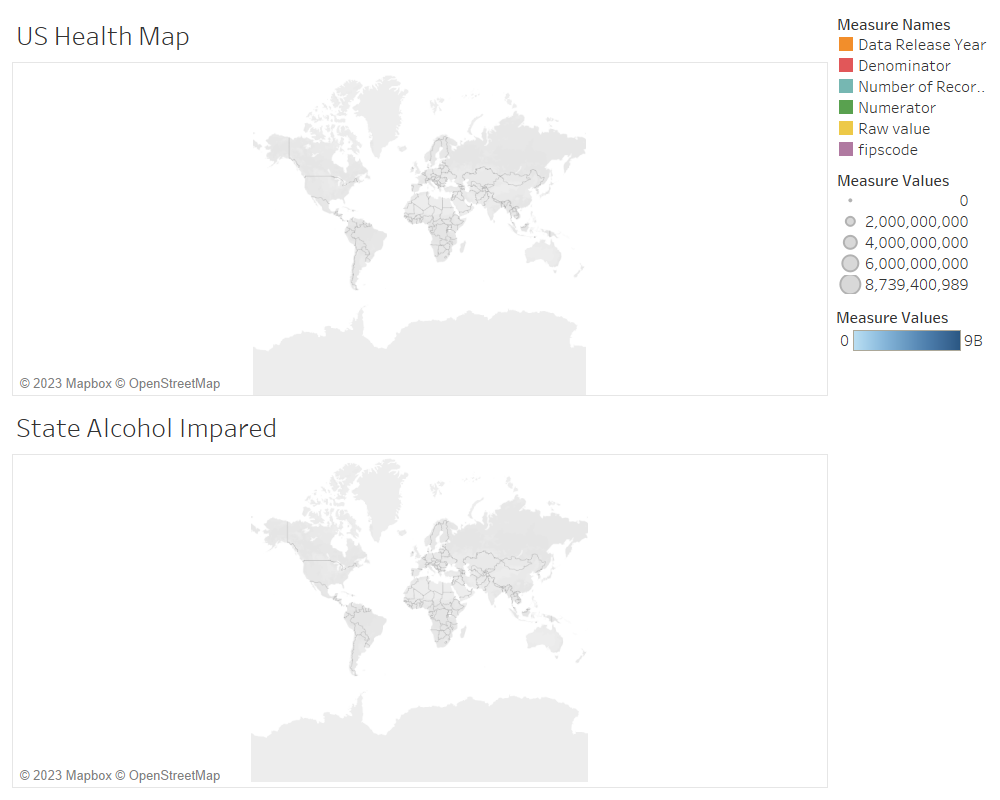 US Health Map
© 2023 Mapbox © OpenStreetMap
State Alcohol Impared
© 2023 Mapbox © OpenStreetMap
Measure Names
Data Release Year
Denominator
Number of Recor..
Numerator
Raw value
fipscode
Measure Values
0
2,000,000,000
4,000,000,000
6,000,000,000
8,739,400,989
Measure Values
0 9B